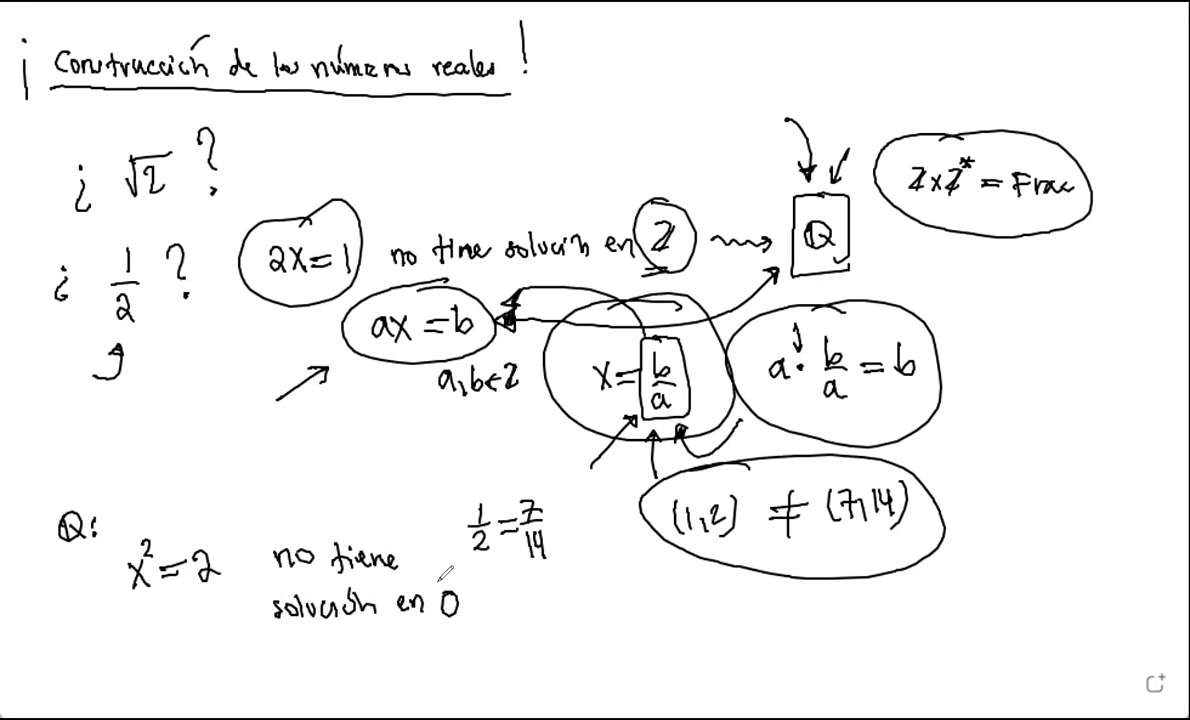 ¡ Construcción de los números reales !
¿ √2 ?
Z x Z* = Frac
¿ 1/2 ?
2x = 1 no tine solución en Z ⇝ Q
ax = b
a,b ∈ Z
x = b/a
a · b/a = b
(1,2) ≠ (7,14)
Q:
1/2 = 7/14
x² = 2 no tiene
solución en Q